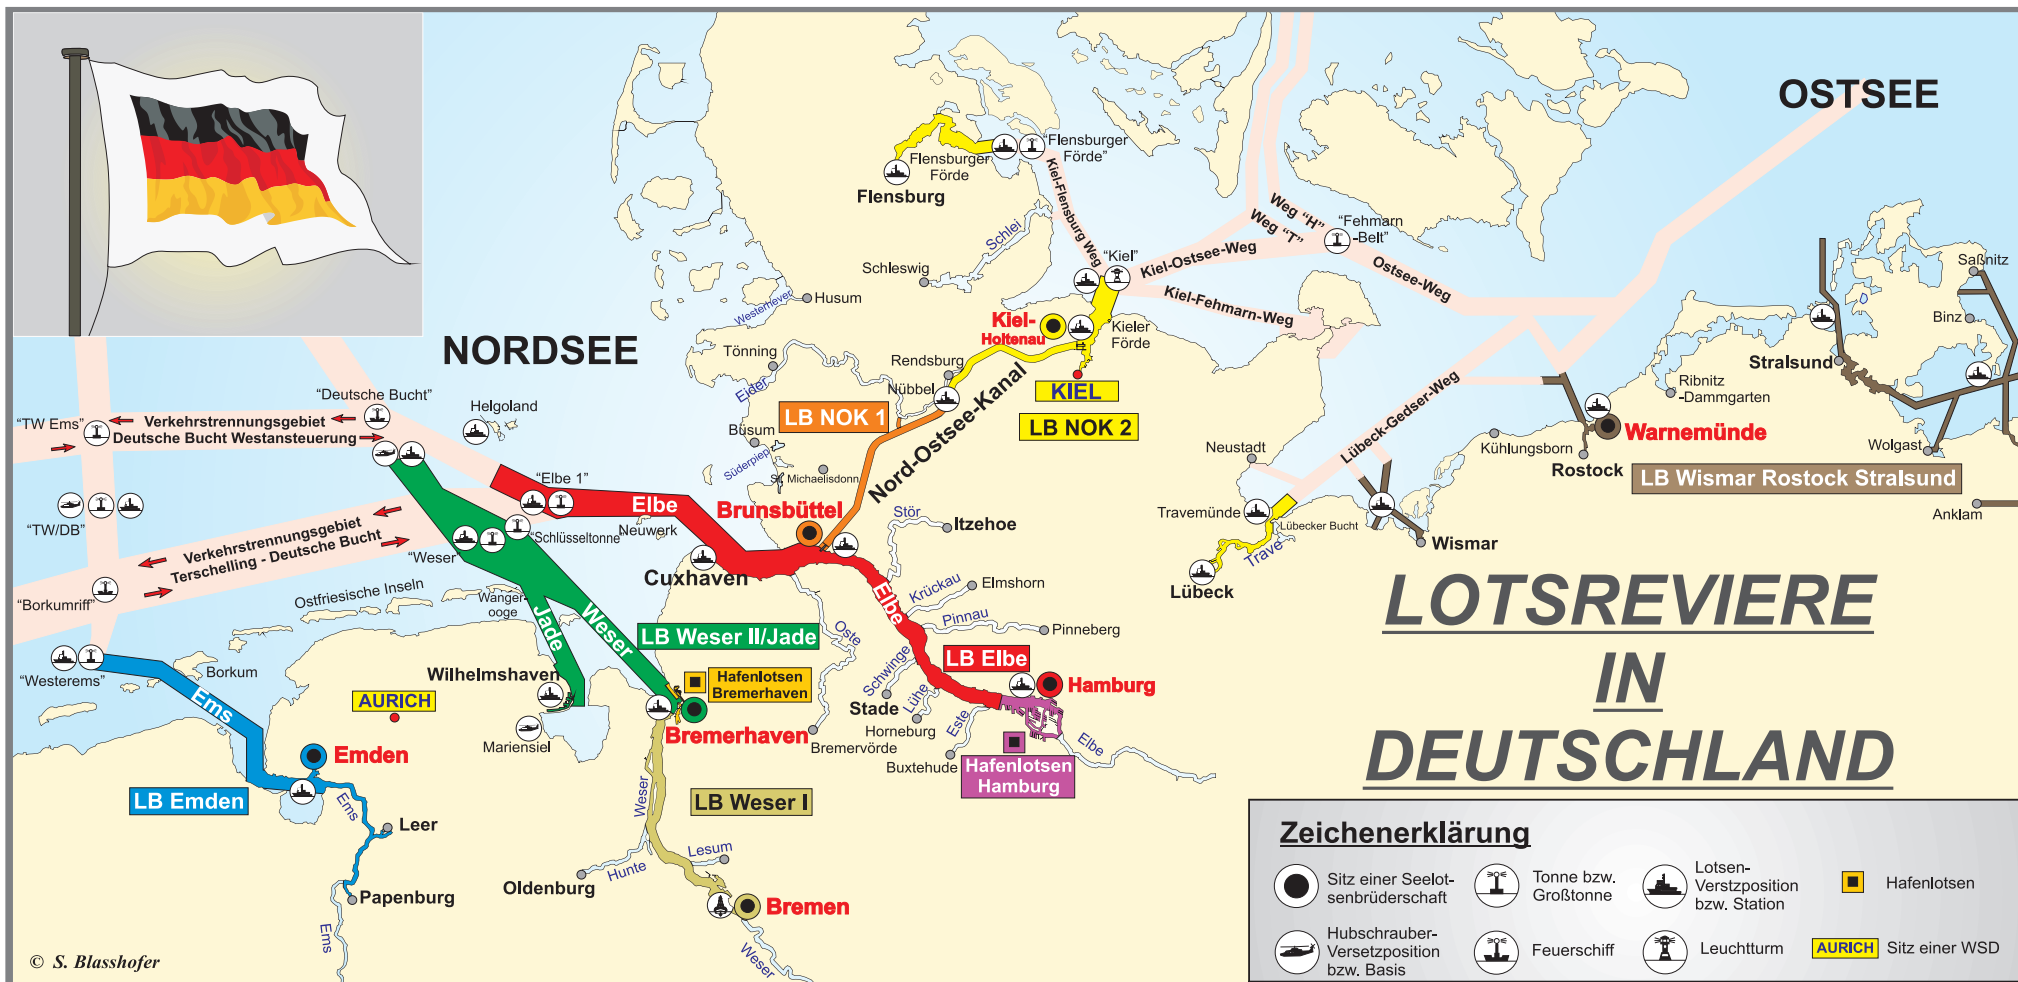 OSTSEE
"Flensburger
Förde"
Flensburger
Förde
Flensburg
Kiel-Flensburg Weg
Schlei
Schleswig
Weg "H"
Weg "T"
"Fehmarn
-Belt"
"Kiel"
Kiel-Ostsee-Weg
Ostsee-Weg
Kiel-Fehmarn-Weg
Saßnitz
Binz
Stralsund
Ribnitz
-Dammgarten
Husum
Westerhever
NORDSEE
Tönning
Eider
Kiel-
Holtenau
Kieler
Förde
Rendsburg
Nübbel
KIEL
LB NOK 1
LB NOK 2
Nord-Ostsee-Kanal
"Deutsche Bucht"
Helgoland
"TW Ems"
Verkehrstrennungsgebiet
Deutsche Bucht Westansteuerung
Büsum
Süderpiep
St. Michaelisdonn
Neustadt
Lübeck-Gedser-Weg
Kühlungsborn
Warnemünde
Rostock
Wolgast
LB Wismar Rostock Stralsund
Anklam
"Elbe 1"
Elbe
Brunsbüttel
Neuwerk
"TW/DB"
"Schlüsseltonne"
"Weser"
Verkehrstrennungsgebiet
Terschelling - Deutsche Bucht
Stör
Itzehoe
Travemünde
Lübecker Bucht
Wismar
Trave
Lübeck
Cuxhaven
"Borkumriff"
Ostfriesische Inseln
Wanger-
ooge
Jade
Weser
Elbe
Krückau
Elmshorn
Pinnau
Pinneberg
Oste
LB Weser II/Jade
LB Elbe
Schwinge
Lühe
Este
Stade
Horneburg
Buxtehude
Hamburg
Elbe
Hafenlotsen
Hamburg
"Westerems"
Borkum
Ems
AURICH
Wilhelmshaven
Mariensiel
Hafenlotsen
Bremerhaven
Bremerhaven
Bremervörde
Emden
LB Emden
Ems
Leer
Papenburg
Ems
Weser
LB Weser I
Lesum
Hunte
Oldenburg
Bremen
Weser
LOTSREVIERE
IN
DEUTSCHLAND
Zeichenerklärung
Sitz einer Seelot-
senbrüderschaft
Tonne bzw.
Großtonne
Lotsen-
Verstzposition
bzw. Station
Hafenlotsen
Hubschrauber-
Versetzposition
bzw. Basis
Feuerschiff
Leuchtturm
AURICH
Sitz einer WSD
© S. Blasshofer